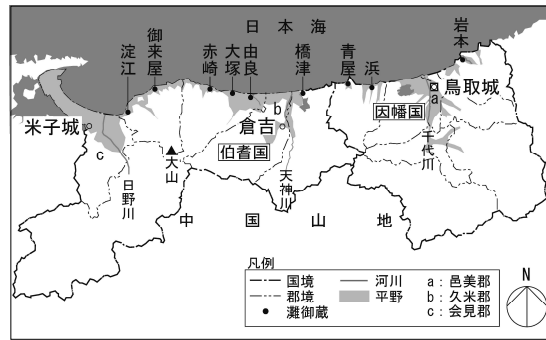 日本海
岩本
御来屋
淀江
赤崎
大塚
由良
橋津
青屋
浜
鳥取城
a
米子城
b
倉吉
因幡国
c
大山
伯耆国
千代川
日野川
天神川
中国山地
凡例
国境
河川
a：邑美郡
郡境
平野
b：久米郡
灘御蔵
c：会見郡
N